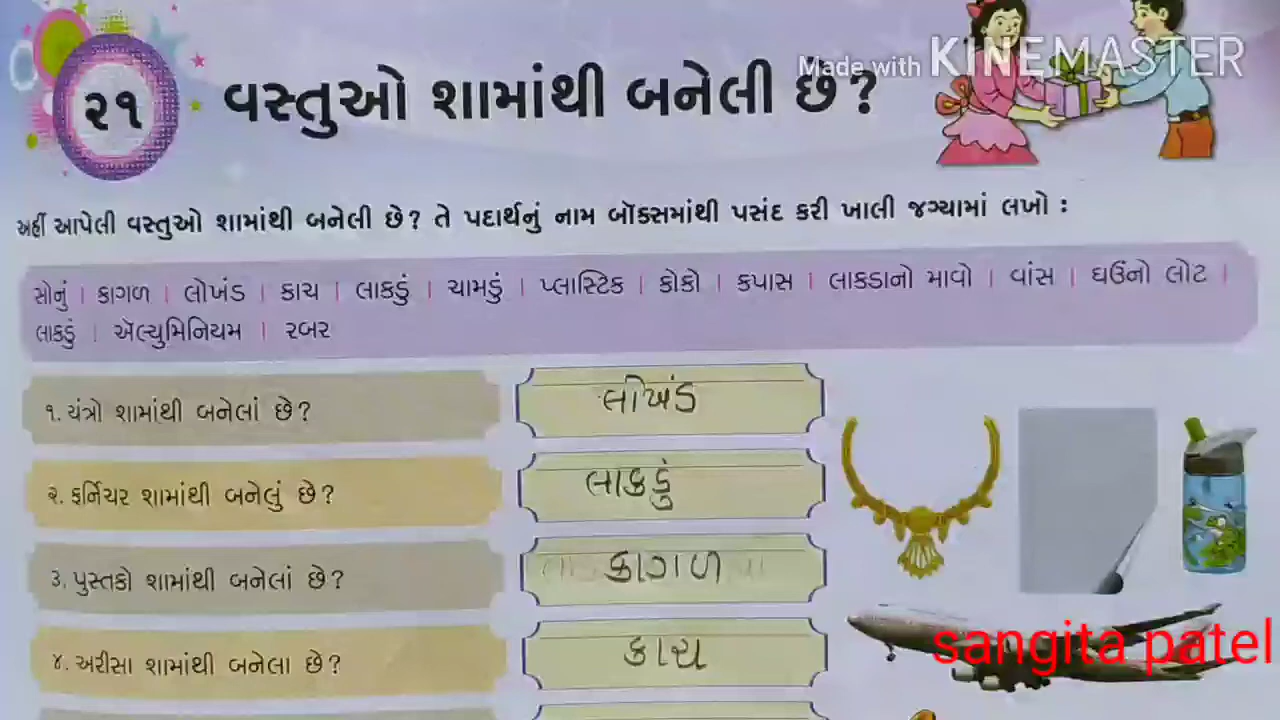 Made with KINEMASTER
૨૧
વસ્તુઓ શામાંથી બનેલી છે?
અહીં આપેલી વસ્તુઓ શામાંથી બનેલી છે? તે પદાર્થનું નામ બૉક્સમાંથી પસંદ કરી ખાલી જગ્યામાં લખો :
સોનું | કાગળ | લોખંડ | કાચ | લાકડું | ચામડું | પ્લાસ્ટિક | કોકો | કપાસ | લાકડાનો માવો | વાંસ | ઘઉંનો લોટ |
લાકડું | ઍલ્યુમિનિયમ | રબર
૧. યંત્રો શામાંથી બનેલાં છે? લોખંડ
૨. ફર્નિચર શામાંથી બનેલું છે? લાકડું
૩. પુસ્તકો શામાંથી બનેલાં છે? કાગળ
૪. અરીસા શામાંથી બનેલા છે? કાચ
sangita patel